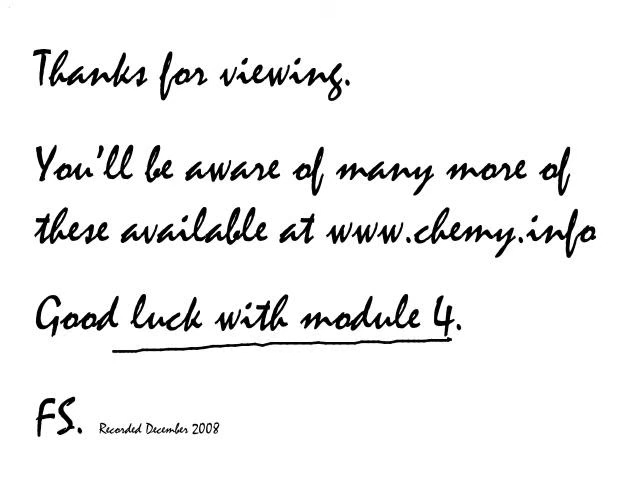 Thanks for viewing.
You'll be aware of many more of
these available at www.chemy.info
Good luck with module 4.
FS. Recorded December 2008